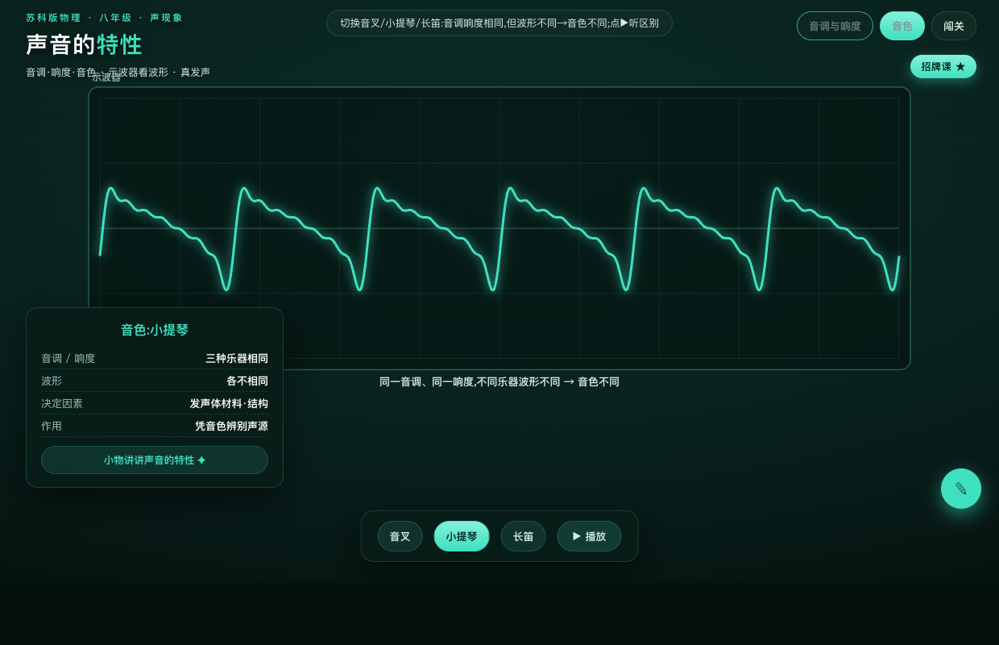 苏科版物理 · 八年级 · 声现象
声音的特性
音调·响度·音色 · 示波器看波形 · 真发声
切换音叉/小提琴/长笛:音调响度相同,但波形不同→音色不同;点▶听区别
音调与响度
音色
闯关
招牌课 ★
示波器
同一音调、同一响度,不同乐器波形不同 → 音色不同
音色:小提琴
音调 / 响度 三种乐器相同
波形 各不相同
决定因素 发声体材料·结构
作用 凭音色辨别声源
小物讲讲声音的特性 ✦
音叉
小提琴
长笛
▶ 播放